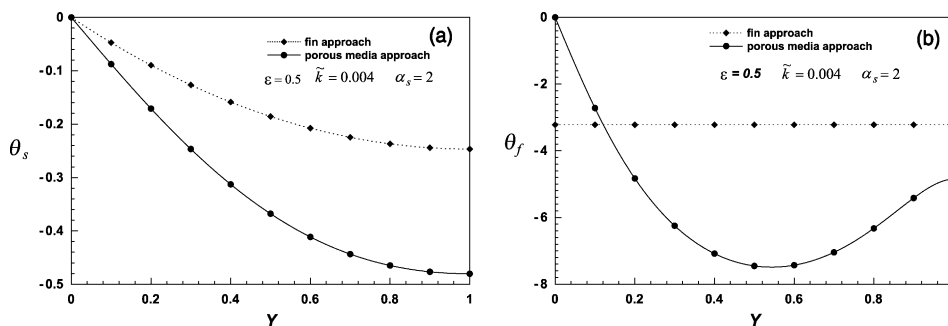 (a)
fin approach
porous media approach
ε = 0.5 k̃ = 0.004 α_s = 2
θ_s
0
-0.1
-0.2
-0.3
-0.4
-0.5
0 0.2 0.4 0.6 0.8 1
Y
(b)
fin approach
porous media approach
ε = 0.5 k̃ = 0.004 α_s = 2
θ_f
0
-2
-4
-6
-8
0 0.2 0.4 0.6 0.8
Y